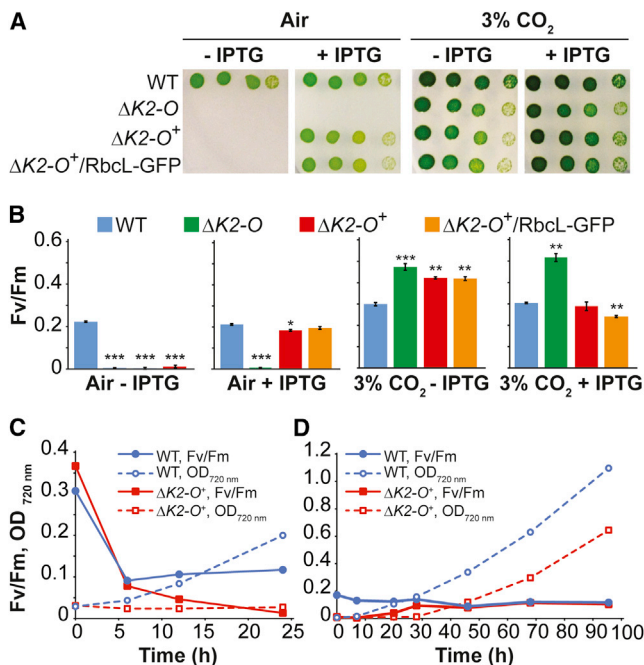 A
Air 3% CO2
- IPTG + IPTG - IPTG + IPTG
WT
ΔK2-O
ΔK2-O+
ΔK2-O+/RbcL-GFP
B
WT ΔK2-O ΔK2-O+ ΔK2-O+/RbcL-GFP
Fv/Fm
0.6
0.4
0.2
0
*** *** ***
*** *
*** ** **
** **
Air - IPTG Air + IPTG 3% CO2 - IPTG 3% CO2 + IPTG
C
Fv/Fm, OD720 nm
0.4
0.3
0.2
0.1
0
WT, Fv/Fm
WT, OD720 nm
ΔK2-O+, Fv/Fm
ΔK2-O+, OD720 nm
0 5 10 15 20 25
Time (h)
D
WT, Fv/Fm
WT, OD720 nm
ΔK2-O+, Fv/Fm
ΔK2-O+, OD720 nm
1.2
1.0
0.8
0.6
0.4
0.2
0
0 10 20 30 40 50 60 70 80 90 100
Time (h)